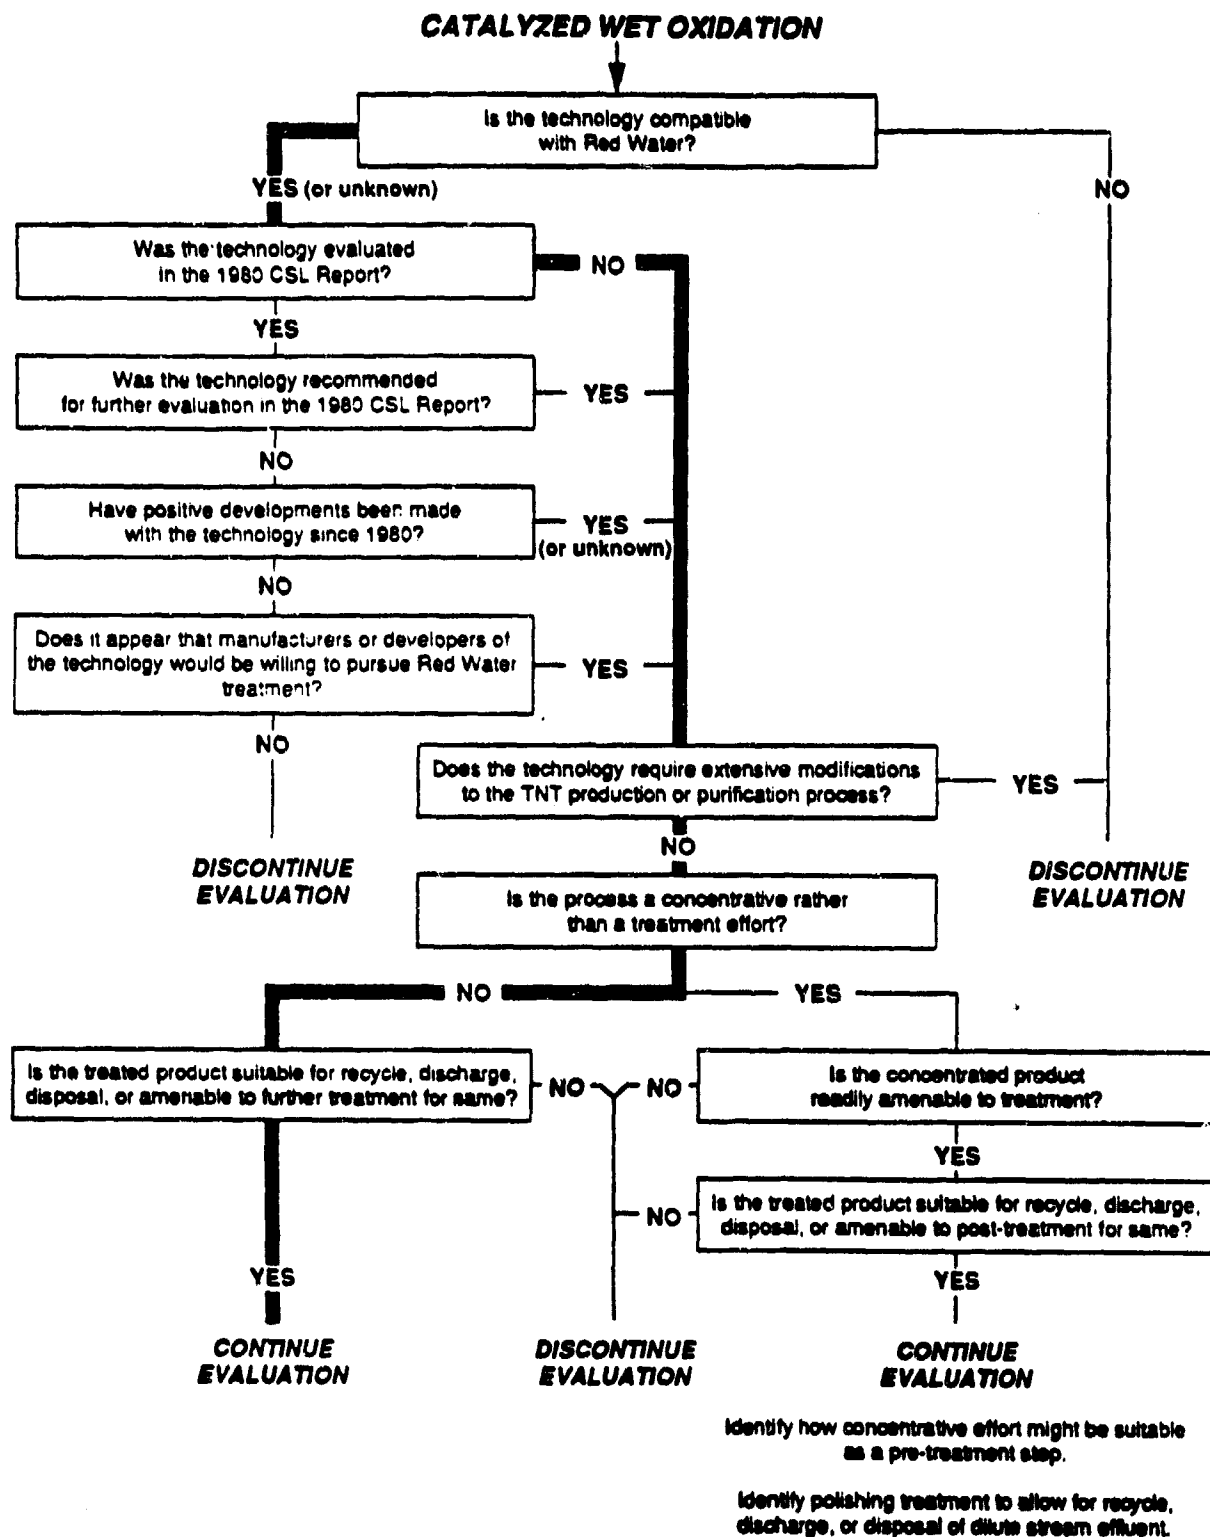 CATALYZED WET OXIDATION
Is the technology compatible
with Red Water?
YES (or unknown)
NO
Was the technology evaluated
in the 1980 CSL Report?
NO
YES
Was the technology recommended
for further evaluation in the 1980 CSL Report?
YES
NO
Have positive developments been made
with the technology since 1980?
YES
(or unknown)
NO
Does it appear that manufacturers or developers of
the technology would be willing to pursue Red Water
treatment?
YES
NO
Does the technology require extensive modifications
to the TNT production or purification process?
YES
NO
DISCONTINUE
EVALUATION
DISCONTINUE
EVALUATION
Is the process a concentrative rather
than a treatment effort?
NO
YES
Is the treated product suitable for recycle, discharge,
disposal, or amenable to further treatment for same?
NO
NO
Is the concentrated product
readily amenable to treatment?
YES
NO
Is the treated product suitable for recycle, discharge,
disposal, or amenable to post-treatment for same?
YES
YES
CONTINUE
EVALUATION
DISCONTINUE
EVALUATION
CONTINUE
EVALUATION
Identify how concentrative effort might be suitable
as a pre-treatment step.
Identify polishing treatment to allow for recycle,
discharge, or disposal of dilute stream effluent.